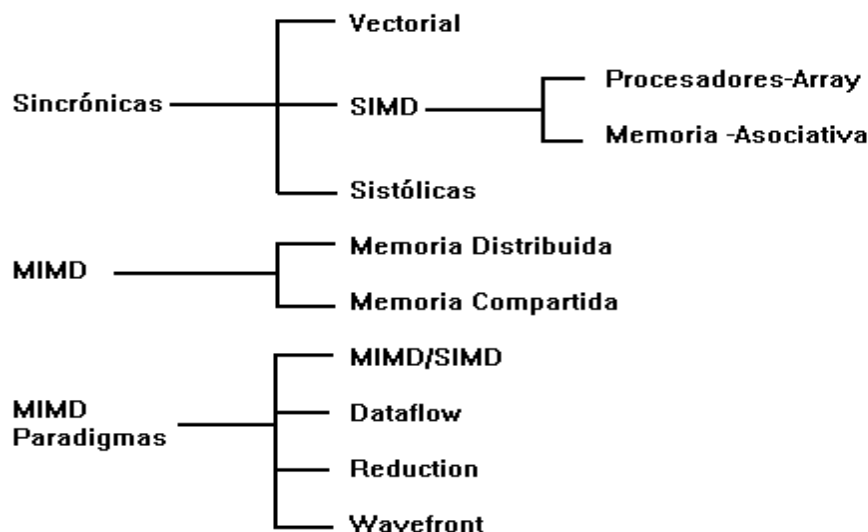 Vectorial
Sincrónicas
SIMD
Procesadores-Array
Memoria -Asociativa
Sistólicas
MIMD
Memoria Distribuida
Memoria Compartida
MIMD
Paradigmas
MIMD/SIMD
Dataflow
Reduction
Wavefront